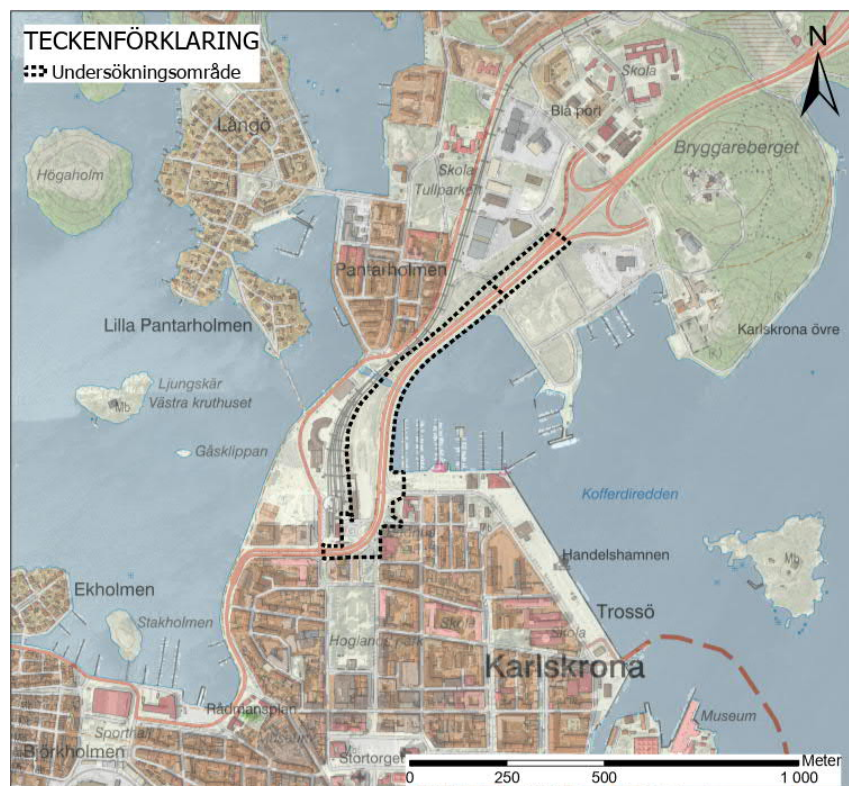 TECKENFÖRKLARING
Undersökningsområde
N
Skola
Blå port
Långö
Bryggareberget
Högaholm
Skola
Tullparken
Pantarholmen
Lilla Pantarholmen
Karlskrona övre
Ljungskär
Västra kruthuset
Mb
Gåsklippan
Kofferdiredden
Handelshamnen
Mb
Ekholmen
Stakholmen
Trossö
Skola
Skola
Hoglands park
Karlskrona
Rådmansplan
Museum
Sporthall
Björkholmen
Stortorget
Meter
0 250 500 1 000